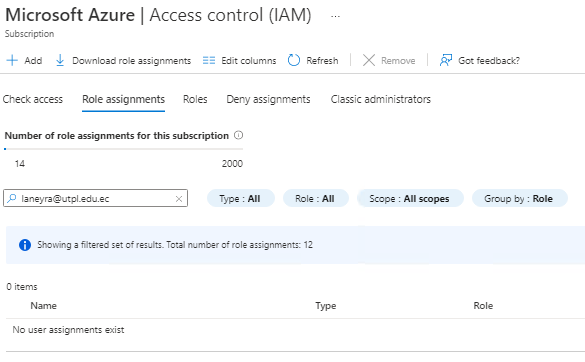 Microsoft Azure | Access control (IAM) ...
Subscription
Add Download role assignments Edit columns Refresh Remove Got feedback?
Check access Role assignments Roles Deny assignments Classic administrators
Number of role assignments for this subscription
14 2000
laneyra@utpl.edu.ec Type : All Role : All Scope : All scopes Group by : Role
Showing a filtered set of results. Total number of role assignments: 12
0 items
Name Type Role
No user assignments exist